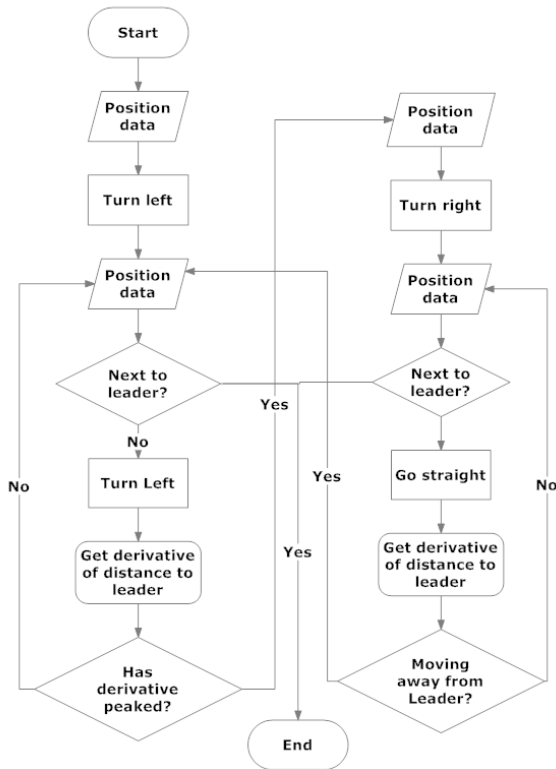 Start
Position
data
Turn left
Position
data
Next to
leader?
No
Turn Left
Get derivative
of distance to
leader
Has
derivative
peaked?
No
Yes
Yes
End
Position
data
Turn right
Position
data
Next to
leader?
Go straight
Get derivative
of distance to
leader
Moving
away from
Leader?
Yes
No